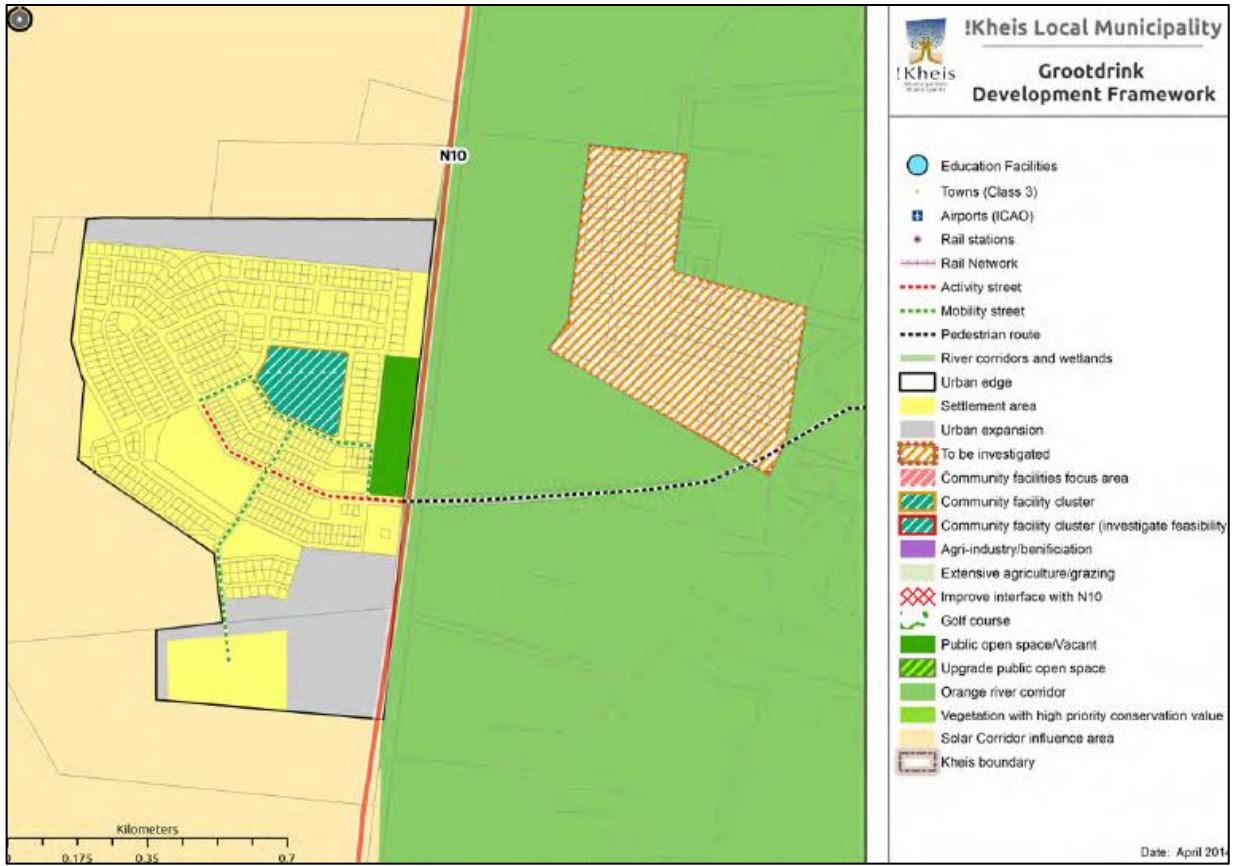 !Kheis Local Municipality
!Kheis
Grootdrink
Development Framework
N10
Education Facilities
Towns (Class 3)
Airports (ICAO)
Rail stations
Rail Network
Activity street
Mobility street
Pedestrian route
River corridors and wetlands
Urban edge
Settlement area
Urban expansion
To be investigated
Community facilities focus area
Community facility cluster
Community facility cluster (investigate feasibility
Agri-industry/benificiation
Extensive agriculture/grazing
Improve interface with N10
Golf course
Public open space/Vacant
Upgrade public open space
Orange river corridor
Vegetation with high priority conservation value
Solar Corridor influence area
Kheis boundary
Kilometers
0.175 0.35 0.7
Date: April 2014